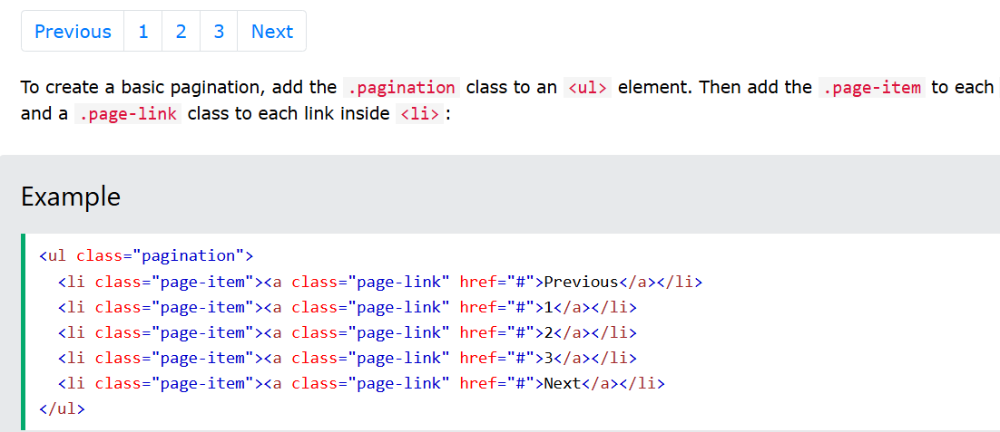 Previous 1 2 3 Next
To create a basic pagination, add the .pagination class to an <ul> element. Then add the .page-item to each
and a .page-link class to each link inside <li>:
Example
<ul class="pagination">
  <li class="page-item"><a class="page-link" href="#">Previous</a></li>
  <li class="page-item"><a class="page-link" href="#">1</a></li>
  <li class="page-item"><a class="page-link" href="#">2</a></li>
  <li class="page-item"><a class="page-link" href="#">3</a></li>
  <li class="page-item"><a class="page-link" href="#">Next</a></li>
</ul>